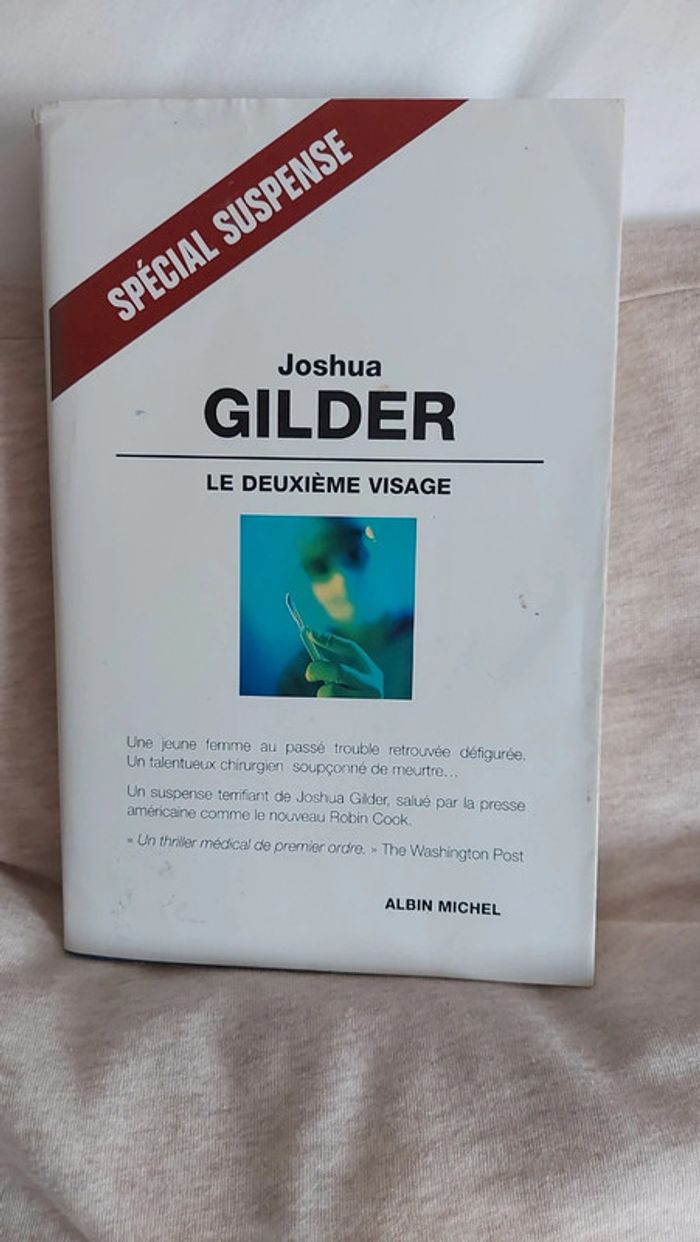 SPÉCIAL SUSPENSE
Joshua
GILDER
LE DEUXIÈME VISAGE
Une jeune femme au passé trouble retrouvée défigurée.
Un talentueux chirurgien soupçonné de meurtre...
Un suspense terrifiant de Joshua Gilder, salué par la presse
américaine comme le nouveau Robin Cook.
« Un thriller médical de premier ordre. » The Washington Post
ALBIN MICHEL